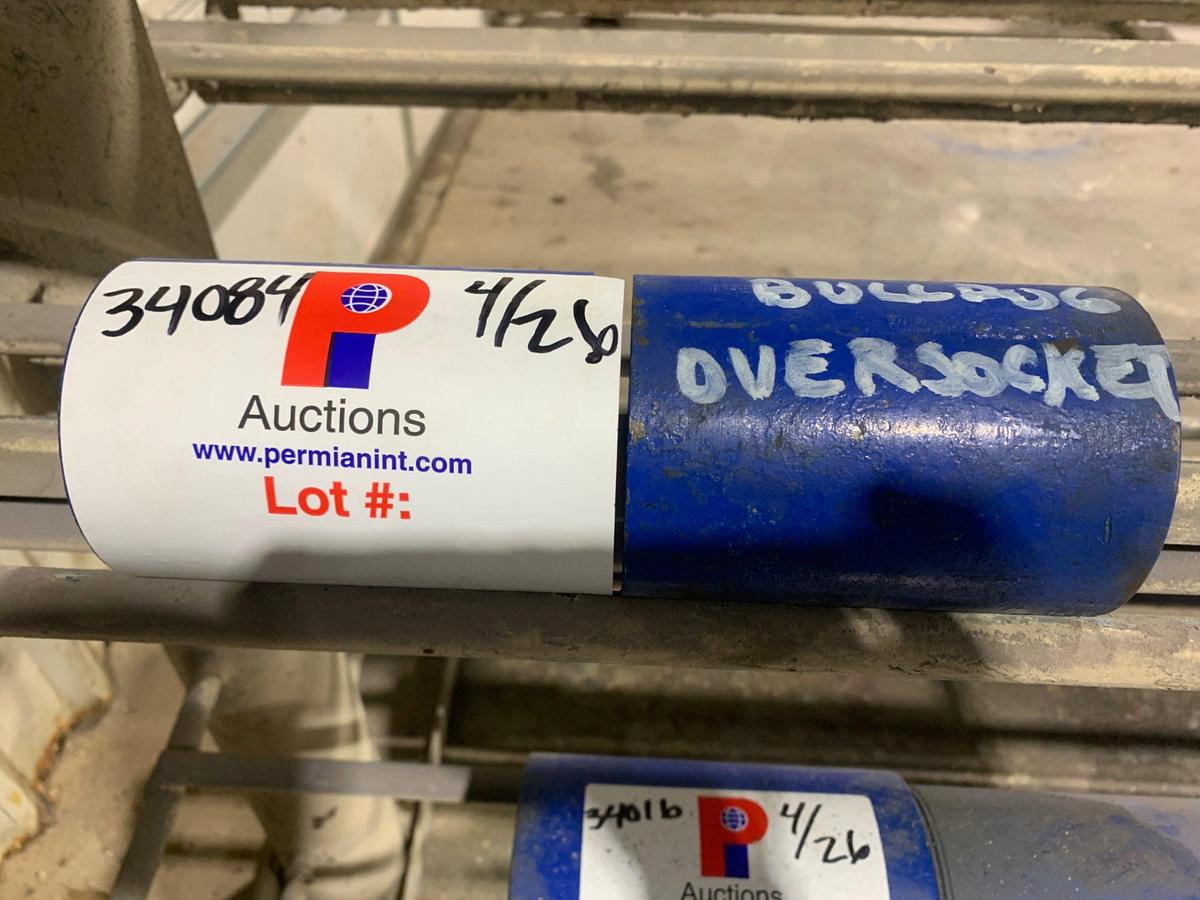 34084 P 4/26
Auctions
www.permianint.com
Lot #:
BULLDOG
OVERSOCKET
34016 P 4/26
Auctions